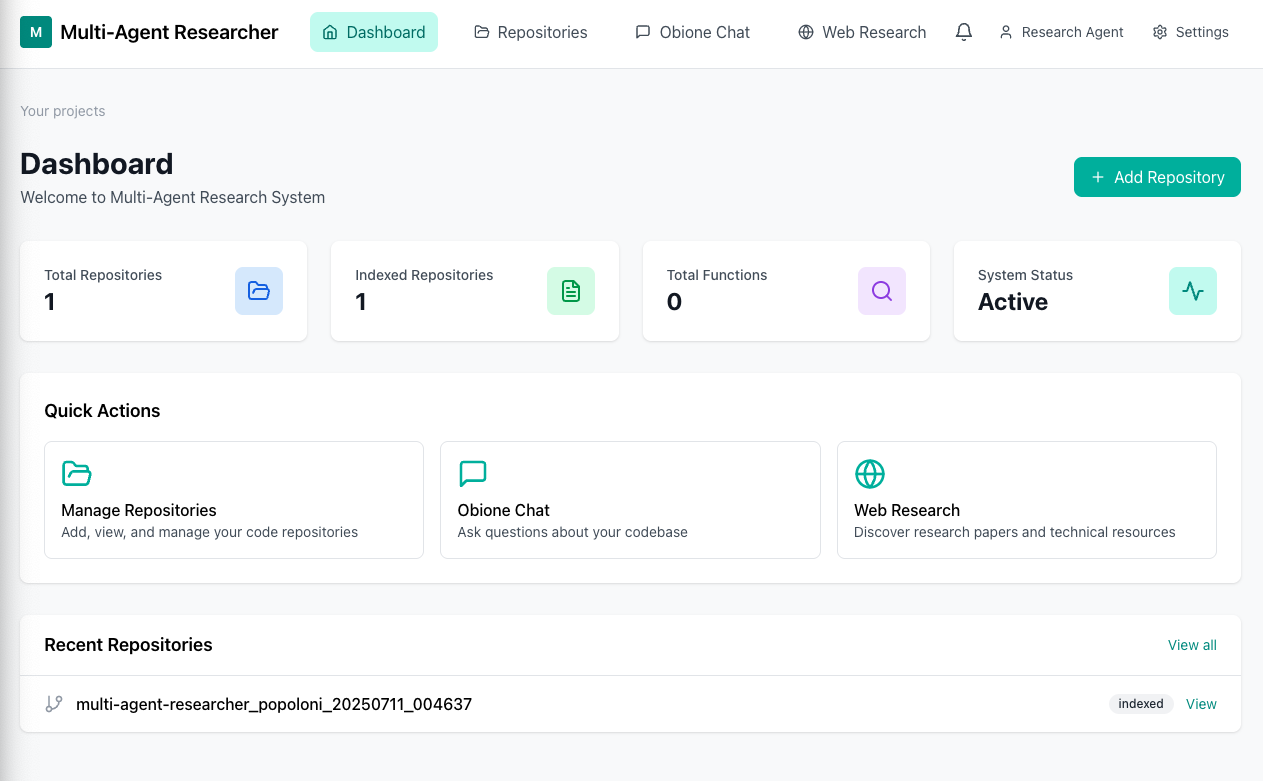 M Multi-Agent Researcher Dashboard Repositories Obione Chat Web Research Research Agent Settings
Your projects
Dashboard
Welcome to Multi-Agent Research System
+ Add Repository
Total Repositories
1
Indexed Repositories
1
Total Functions
0
System Status
Active
Quick Actions
Manage Repositories
Add, view, and manage your code repositories
Obione Chat
Ask questions about your codebase
Web Research
Discover research papers and technical resources
Recent Repositories View all
multi-agent-researcher_popoloni_20250711_004637 indexed View